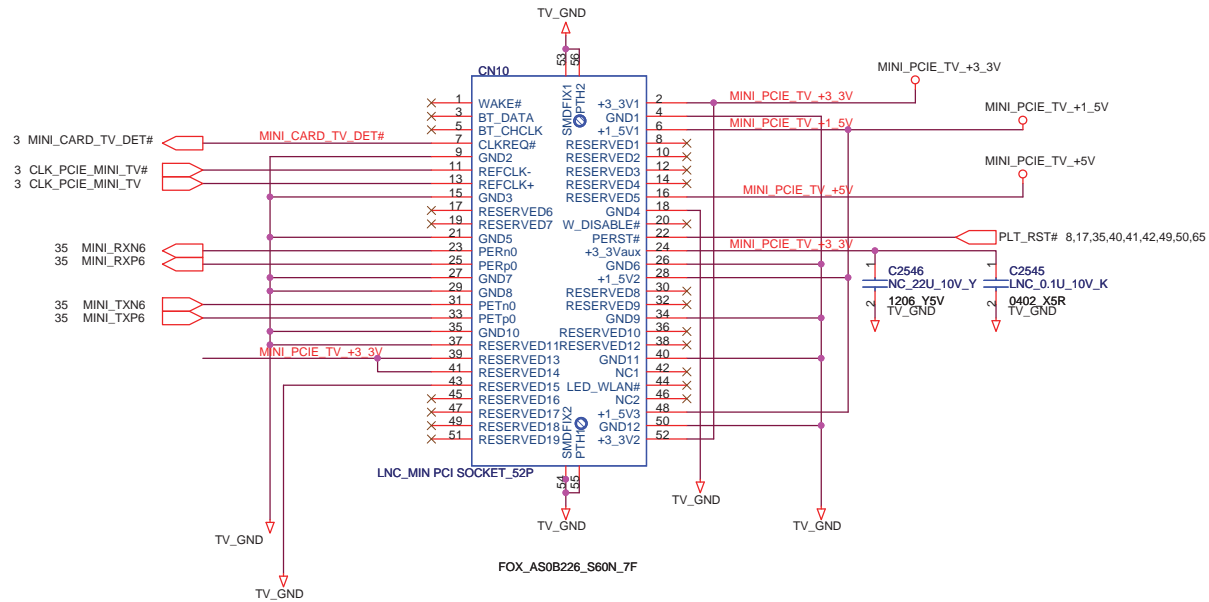 TV_GND
53
56
CN10
SMDFIX1
PTH2
1 WAKE# +3_3V1 2 MINI_PCIE_TV_+3_3V MINI_PCIE_TV_+3_3V
3 BT_DATA GND1 4
5 BT_CHCLK +1_5V1 6 MINI_PCIE_TV_+1_5V MINI_PCIE_TV_+1_5V
3 MINI_CARD_TV_DET# MINI_CARD_TV_DET# 7 CLKREQ# RESERVED1 8
9 GND2 RESERVED2 10
3 CLK_PCIE_MINI_TV# 11 REFCLK- RESERVED3 12
3 CLK_PCIE_MINI_TV 13 REFCLK+ RESERVED4 14
15 GND3 RESERVED5 16 MINI_PCIE_TV_+5V MINI_PCIE_TV_+5V
17 RESERVED6 GND4 18
19 RESERVED7 W_DISABLE# 20
21 GND5 PERST# 22 PLT_RST# 8,17,35,40,41,42,49,50,65
35 MINI_RXN6 23 PERn0 +3_3Vaux 24 MINI_PCIE_TV_+3_3V
35 MINI_RXP6 25 PERp0 GND6 26
27 GND7 +1_5V2 28
29 GND8 RESERVED8 30
35 MINI_TXN6 31 PETn0 RESERVED9 32
35 MINI_TXP6 33 PETp0 GND9 34
35 GND10 RESERVED10 36
37 RESERVED11 RESERVED12 38
MINI_PCIE_TV_+3_3V 39 RESERVED13 GND11 40
41 RESERVED14 NC1 42
43 RESERVED15 LED_WLAN# 44
45 RESERVED16 NC2 46
47 RESERVED17 +1_5V3 48
49 RESERVED18 GND12 50
51 RESERVED19 +3_3V2 52
SMDFIX2
PTH1
54
55
1
C2546
NC_22U_10V_Y
2
1206_Y5V
TV_GND
1
C2545
LNC_0.1U_10V_K
2
0402_X5R
TV_GND
LNC_MIN PCI SOCKET_52P
TV_GND
TV_GND
TV_GND
TV_GND
TV_GND
FOX_AS0B226_S60N_7F